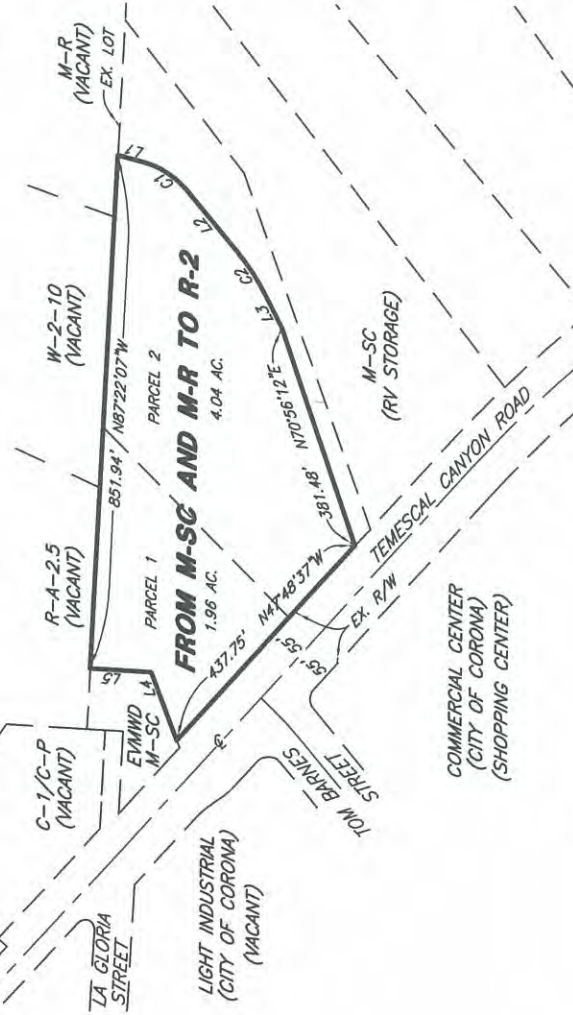 M-R
(VACANT)
EX. LOT
W-2-10
(VACANT)
R-A-2.5
(VACANT)
C-1/C-P
(VACANT)
851.94'
N87°22'07"W
L1
C1
L2
C2
L3
PARCEL 2
FROM M-SC AND M-R TO R-2
4.04 AC.
PARCEL 1
1.96 AC.
L5
L4
EVMWD
M-SC
N70°56'12"E
381.48'
N47°48'37"W
437.75'
M-SC
(RV STORAGE)
TEMESCAL CANYON ROAD
EX. R/W
55'
55'
TOM BARNES
STREET
LA GLORIA
STREET
LIGHT INDUSTRIAL
(CITY OF CORONA)
(VACANT)
COMMERCIAL CENTER
(CITY OF CORONA)
(SHOPPING CENTER)